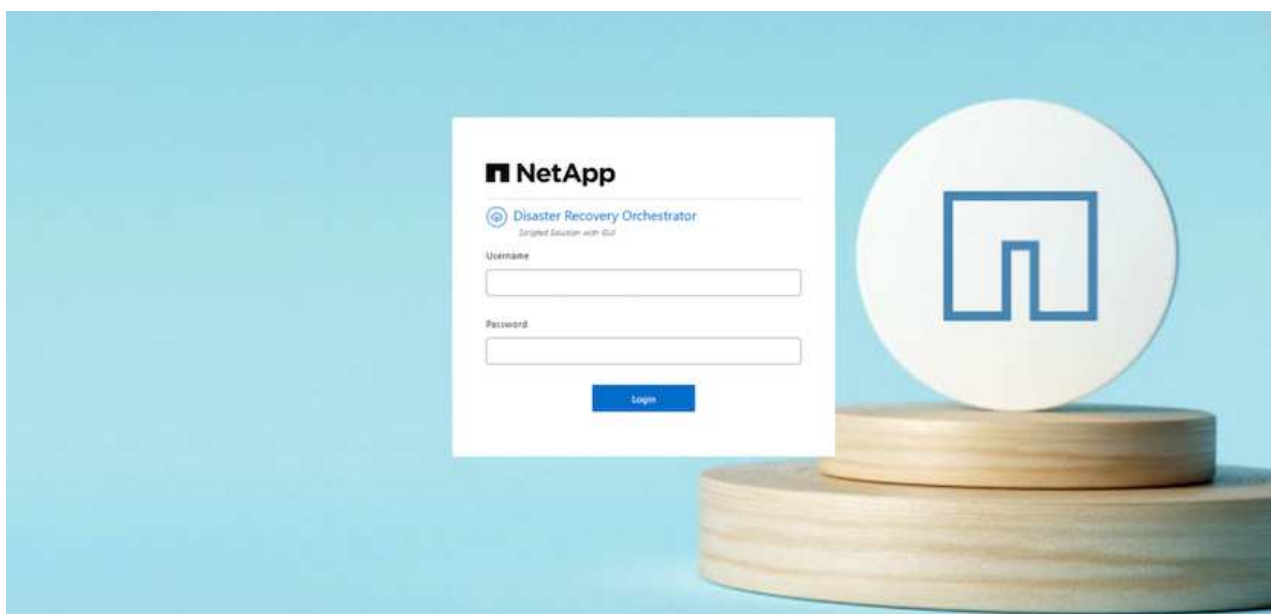 NetApp
Disaster Recovery Orchestrator
Scripted Solution with GUI
Username
Password
Login